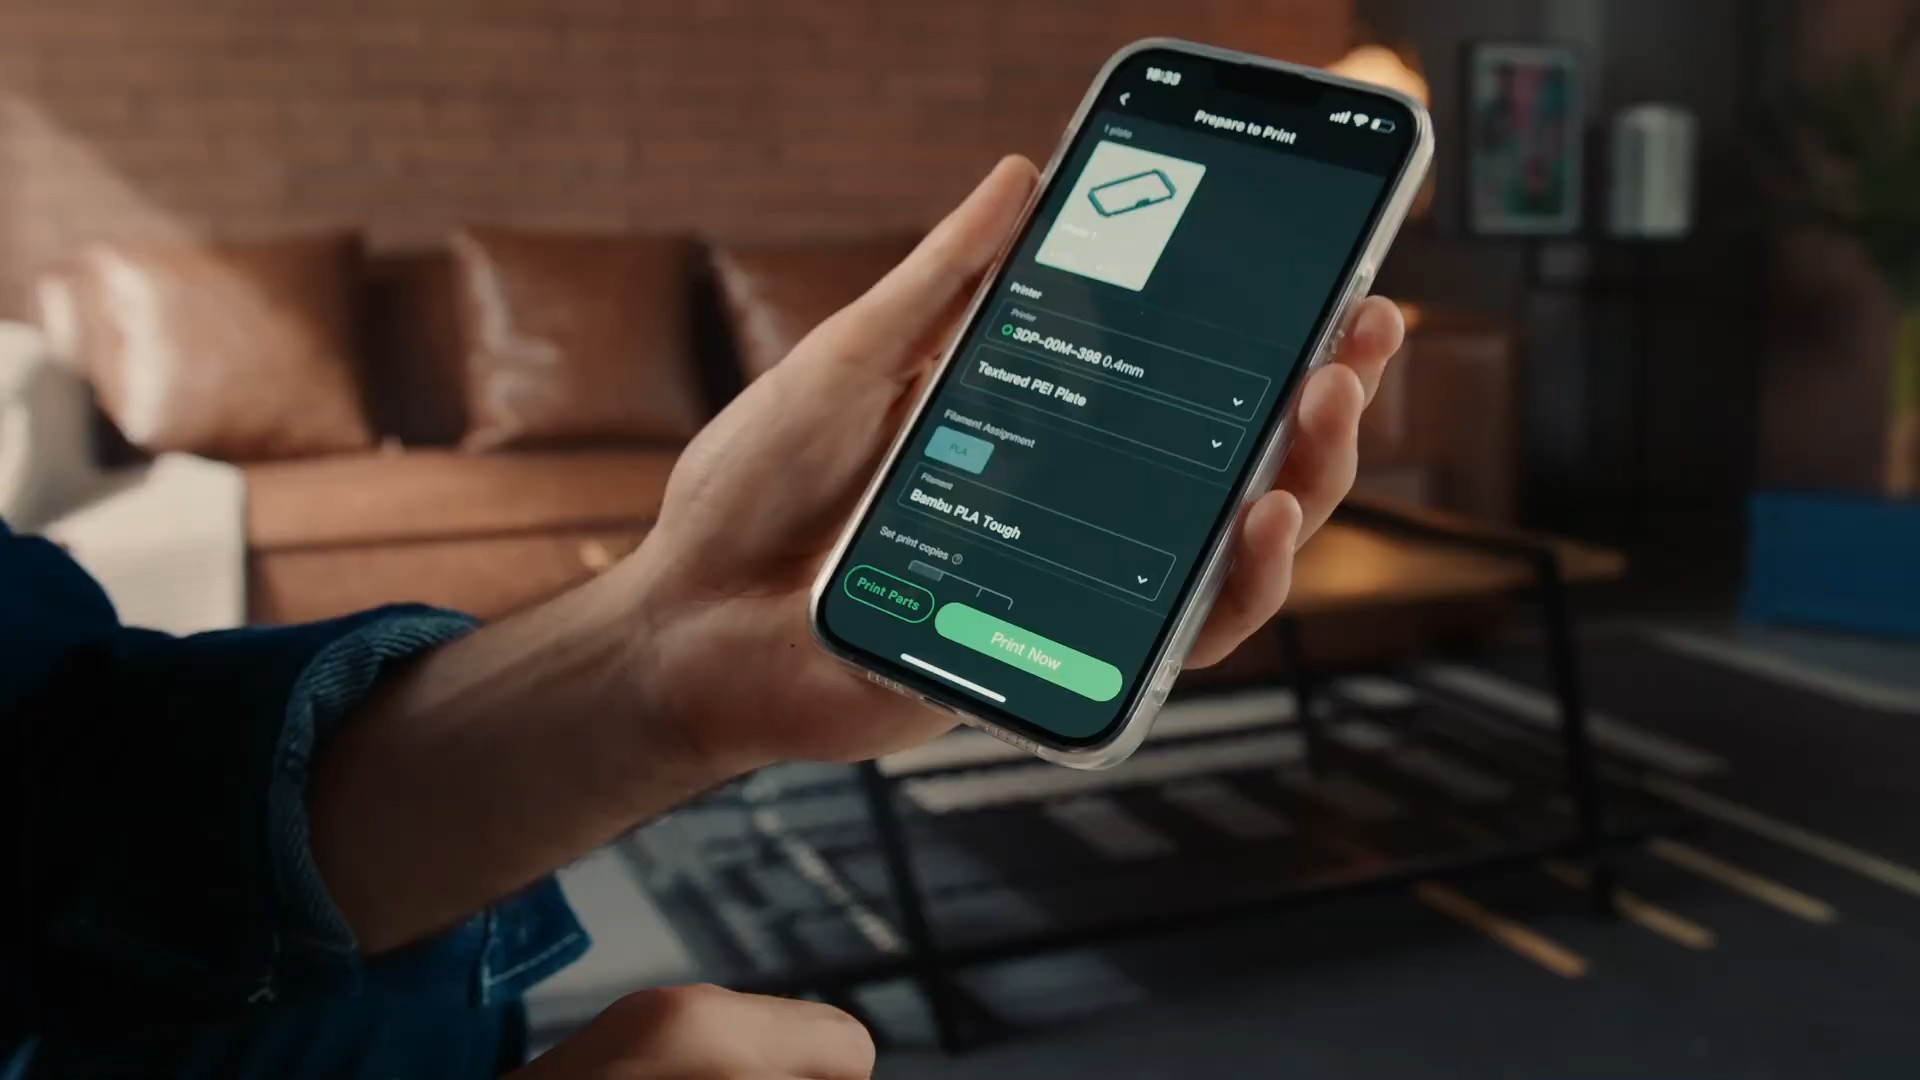 18:33
Prepare to Print
1 plate
Printer
Printer
3DP-00M-398 0.4mm
Textured PEI Plate
Filament Assignment
PLA
Filament
Bambu PLA Tough
Set print copies
Print Parts
Print Now